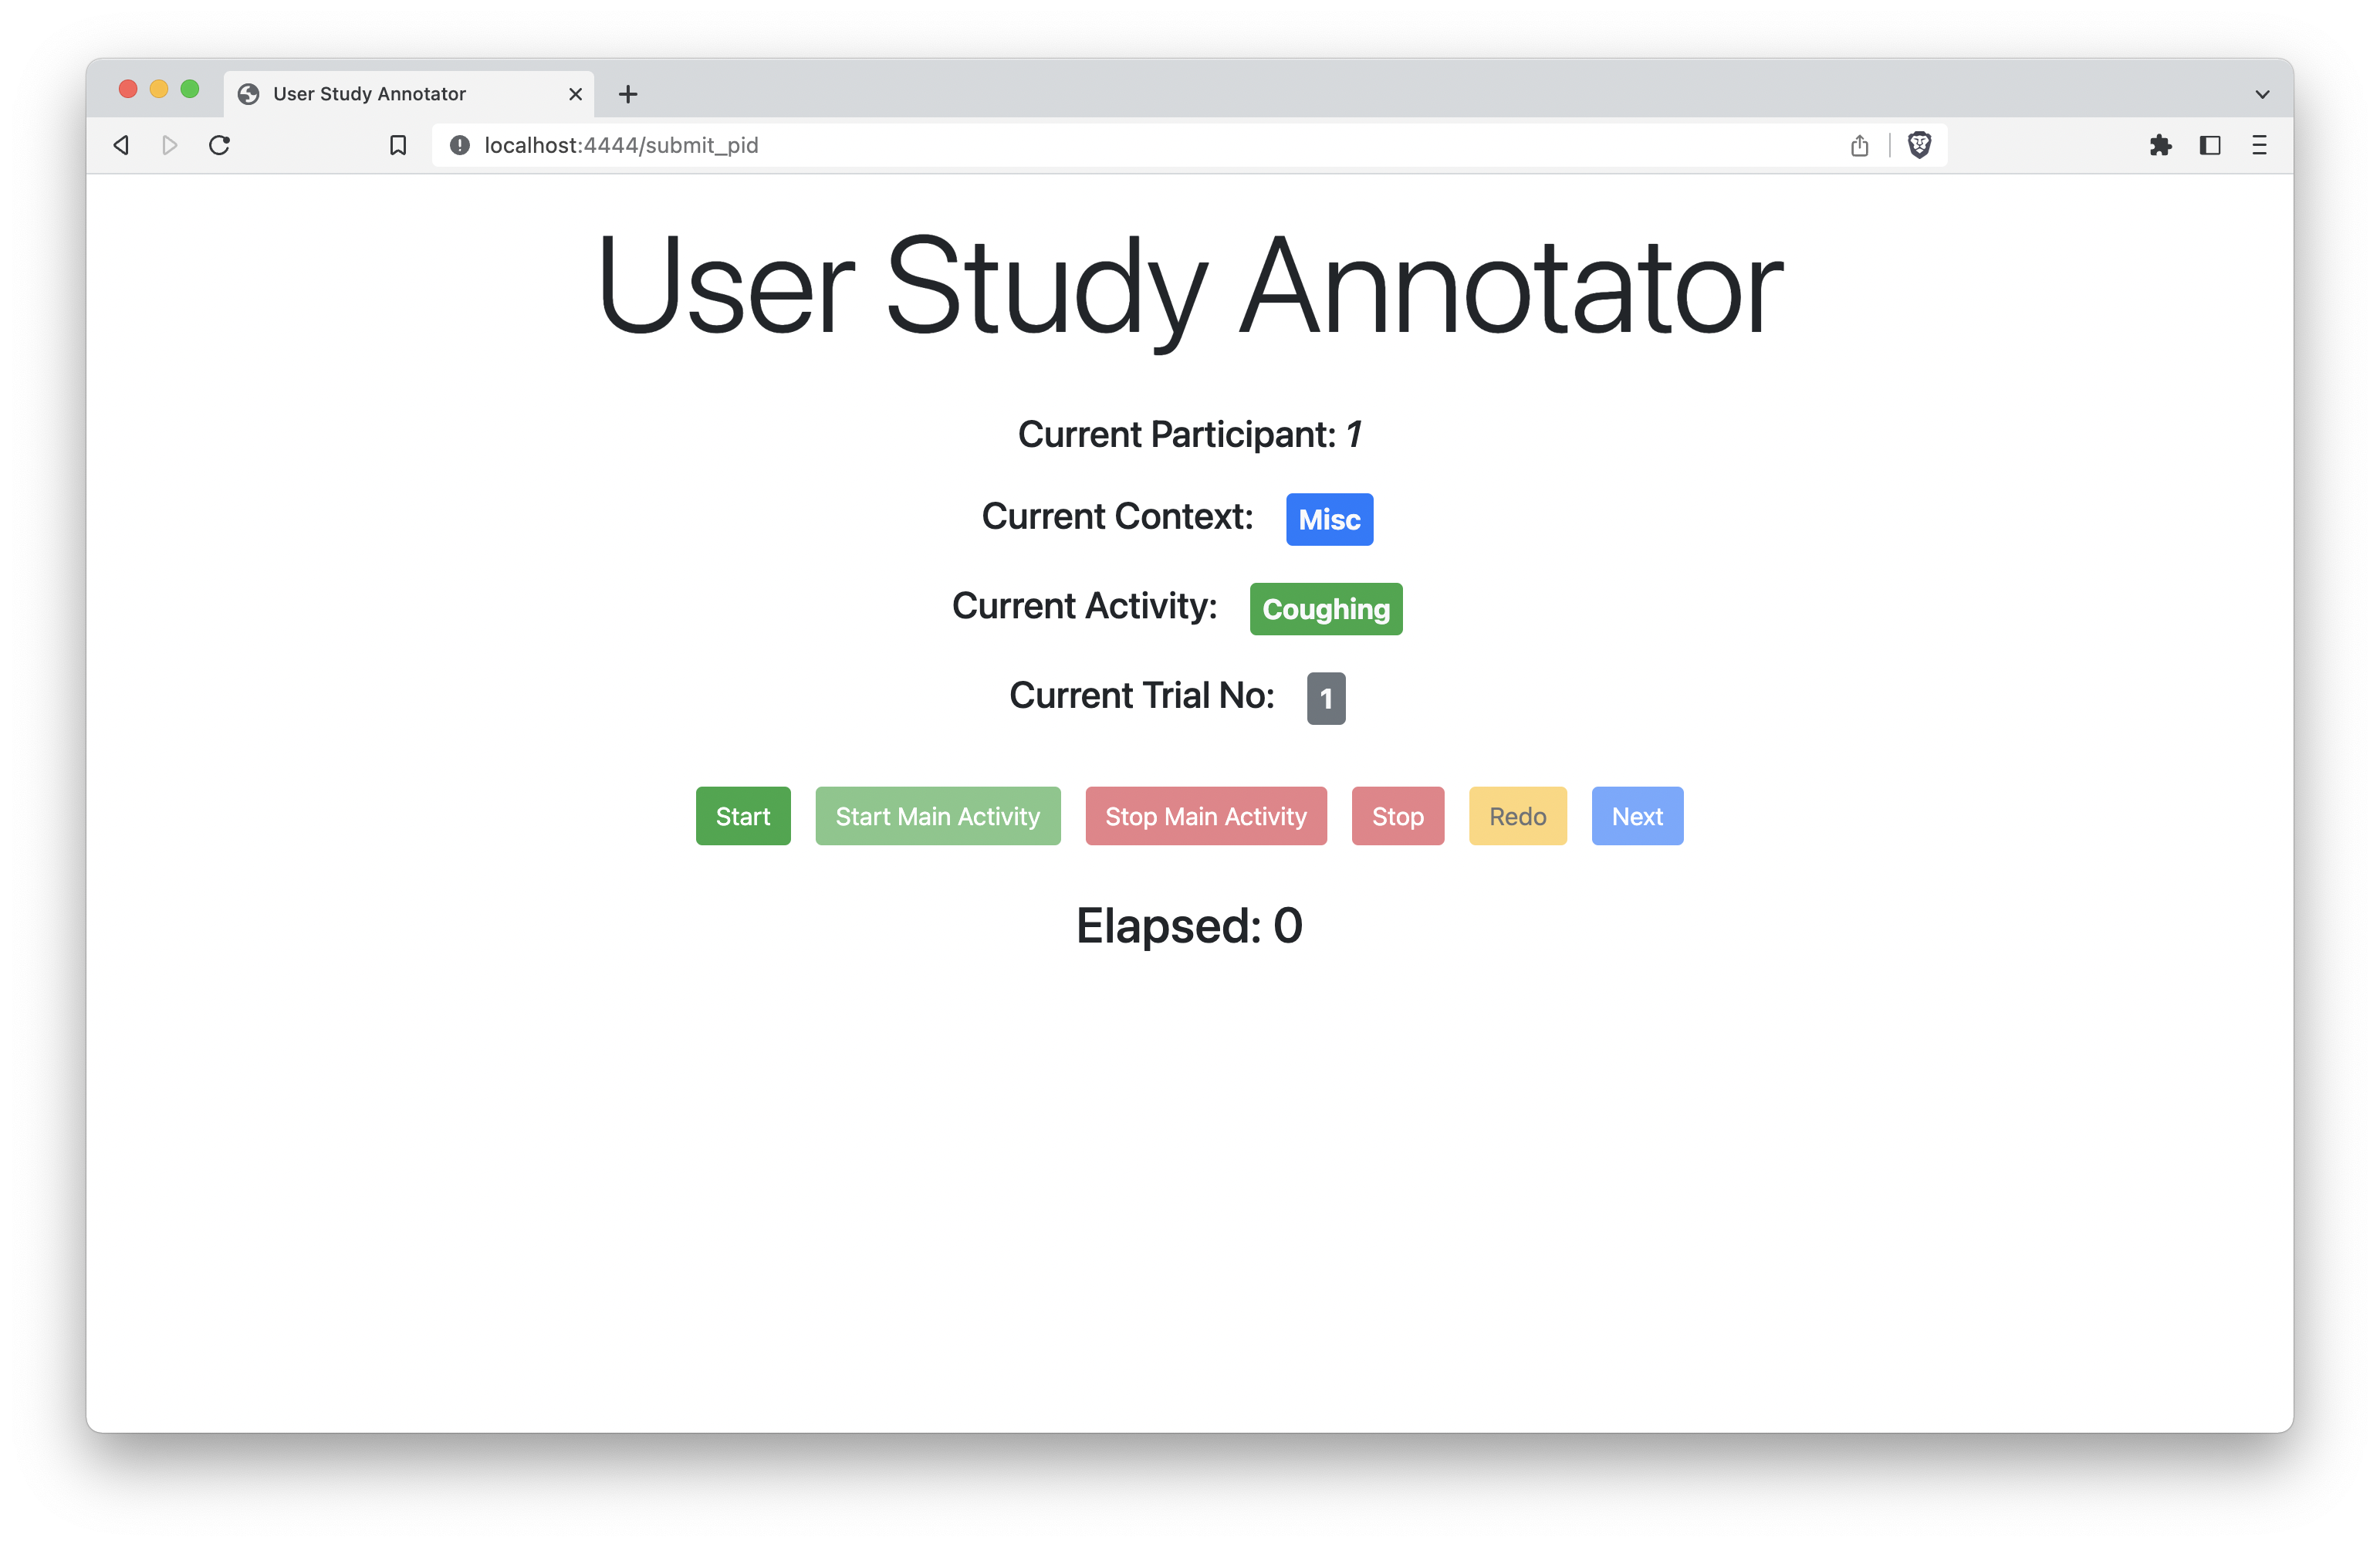 User Study Annotator
localhost:4444/submit_pid
User Study Annotator
Current Participant: 1
Current Context: Misc
Current Activity: Coughing
Current Trial No: 1
Start Start Main Activity Stop Main Activity Stop Redo Next
Elapsed: 0